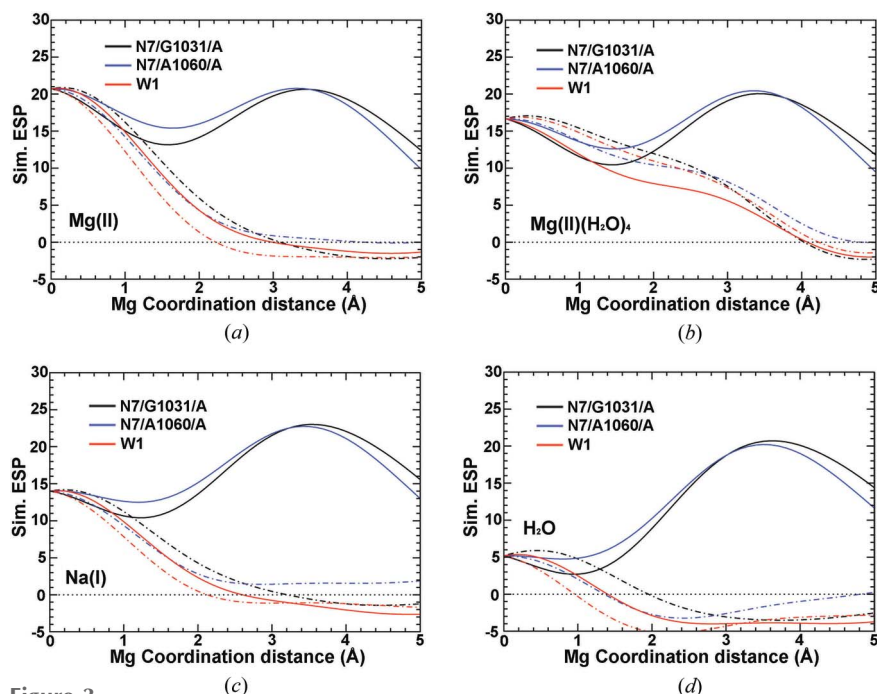 30
25
20
15
10
5
0
-5
Sim. ESP
N7/G1031/A
N7/A1060/A
W1
Mg(II)
0 1 2 3 4 5
Mg Coordination distance (Å)
(a)
30
25
20
15
10
5
0
-5
Sim. ESP
N7/G1031/A
N7/A1060/A
W1
Mg(II)(H₂O)₄
0 1 2 3 4 5
Mg Coordination distance (Å)
(b)
30
25
20
15
10
5
0
-5
Sim. ESP
N7/G1031/A
N7/A1060/A
W1
Na(I)
0 1 2 3 4 5
Mg Coordination distance (Å)
(c)
30
25
20
15
10
5
0
-5
Sim. ESP
N7/G1031/A
N7/A1060/A
W1
H₂O
0 1 2 3 4 5
Mg Coordination distance (Å)
(d)